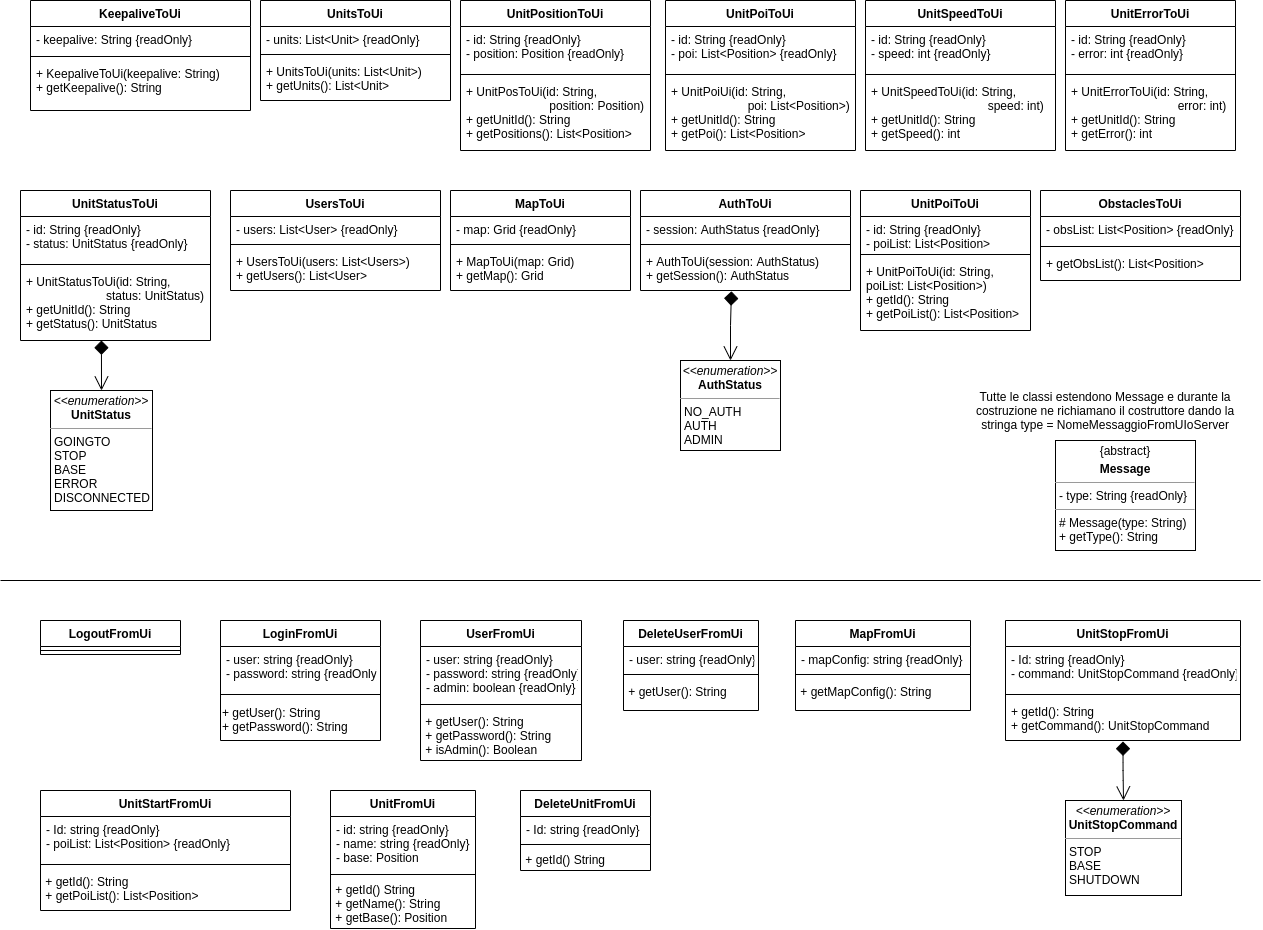 KeepaliveToUi
- keepalive: String {readOnly}
+ KeepaliveToUi(keepalive: String)
+ getKeepalive(): String
UnitsToUi
- units: List<Unit> {readOnly}
+ UnitsToUi(units: List<Unit>)
+ getUnits(): List<Unit>
UnitPositionToUi
- id: String {readOnly}
- position: Position {readOnly}
+ UnitPosToUi(id: String,
position: Position)
+ getUnitId(): String
+ getPositions(): List<Position>
UnitPoiToUi
- id: String {readOnly}
- poi: List<Position> {readOnly}
+ UnitPoiUi(id: String,
poi: List<Position>)
+ getUnitId(): String
+ getPoi(): List<Position>
UnitSpeedToUi
- id: String {readOnly}
- speed: int {readOnly}
+ UnitSpeedToUi(id: String,
speed: int)
+ getUnitId(): String
+ getSpeed(): int
UnitErrorToUi
- id: String {readOnly}
- error: int {readOnly}
+ UnitErrorToUi(id: String,
error: int)
+ getUnitId(): String
+ getError(): int
UnitStatusToUi
- id: String {readOnly}
- status: UnitStatus {readOnly}
+ UnitStatusToUi(id: String,
status: UnitStatus)
+ getUnitId(): String
+ getStatus(): UnitStatus
UsersToUi
- users: List<User> {readOnly}
+ UsersToUi(users: List<Users>)
+ getUsers(): List<User>
MapToUi
- map: Grid {readOnly}
+ MapToUi(map: Grid)
+ getMap(): Grid
AuthToUi
- session: AuthStatus {readOnly}
+ AuthToUi(session: AuthStatus)
+ getSession(): AuthStatus
UnitPoiToUi
- id: String {readOnly}
- poiList: List<Position>
+ UnitPoiToUi(id: String,
poiList: List<Position>)
+ getId(): String
+ getPoiList(): List<Position>
ObstaclesToUi
- obsList: List<Position> {readOnly}
+ getObsList(): List<Position>
<<enumeration>>
UnitStatus
GOINGTO
STOP
BASE
ERROR
DISCONNECTED
<<enumeration>>
AuthStatus
NO_AUTH
AUTH
ADMIN
Tutte le classi estendono Message e durante la
costruzione ne richiamano il costruttore dando la
stringa type = NomeMessaggioFromUIoServer
{abstract}
Message
- type: String {readOnly}
# Message(type: String)
+ getType(): String
LogoutFromUi
LoginFromUi
- user: string {readOnly}
- password: string {readOnly
+ getUser(): String
+ getPassword(): String
UserFromUi
- user: string {readOnly}
- password: string {readOnly}
- admin: boolean {readOnly}
+ getUser(): String
+ getPassword(): String
+ isAdmin(): Boolean
DeleteUserFromUi
- user: string {readOnly}
+ getUser(): String
MapFromUi
- mapConfig: string {readOnly}
+ getMapConfig(): String
UnitStopFromUi
- Id: string {readOnly}
- command: UnitStopCommand {readOnly}
+ getId(): String
+ getCommand(): UnitStopCommand
UnitStartFromUi
- Id: string {readOnly}
- poiList: List<Position> {readOnly}
+ getId(): String
+ getPoiList(): List<Position>
UnitFromUi
- id: string {readOnly}
- name: string {readOnly}
- base: Position
+ getId() String
+ getName(): String
+ getBase(): Position
DeleteUnitFromUi
- Id: string {readOnly}
+ getId() String
<<enumeration>>
UnitStopCommand
STOP
BASE
SHUTDOWN